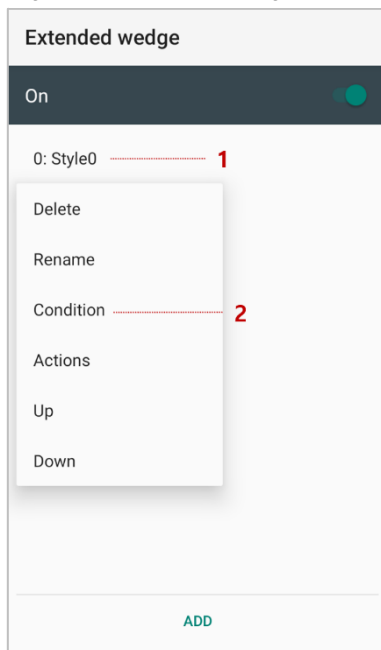 Extended wedge
On
0: Style0 1
Delete
Rename
Condition 2
Actions
Up
Down
ADD